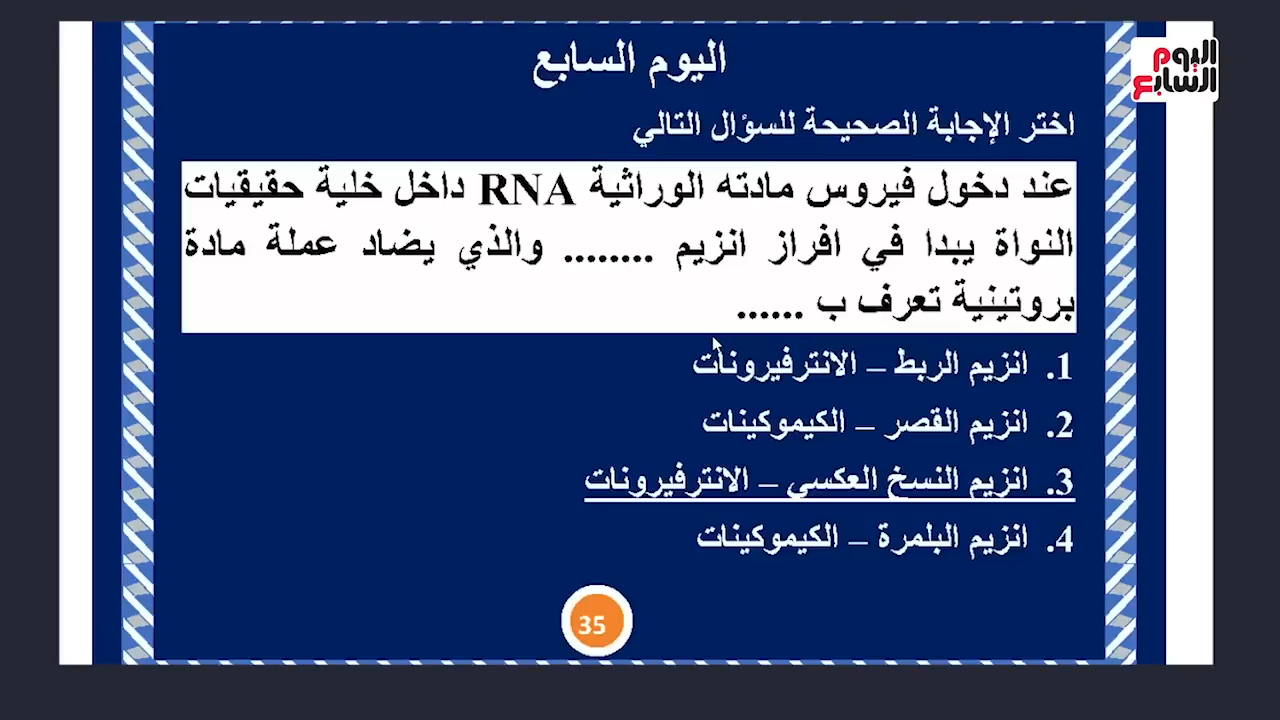 اليوم السابع
اليوم
السابع
اختر الإجابة الصحيحة للسؤال التالي
عند دخول فيروس مادته الوراثية RNA داخل خلية حقيقيات
النواة يبدا في افراز انزيم ........ والذي يضاد عملة مادة
بروتينية تعرف ب ......
1. انزيم الربط – الانترفيرونات
2. انزيم القصر – الكيموكينات
3. انزيم النسخ العكسي – الانترفيرونات
4. انزيم البلمرة – الكيموكينات
35